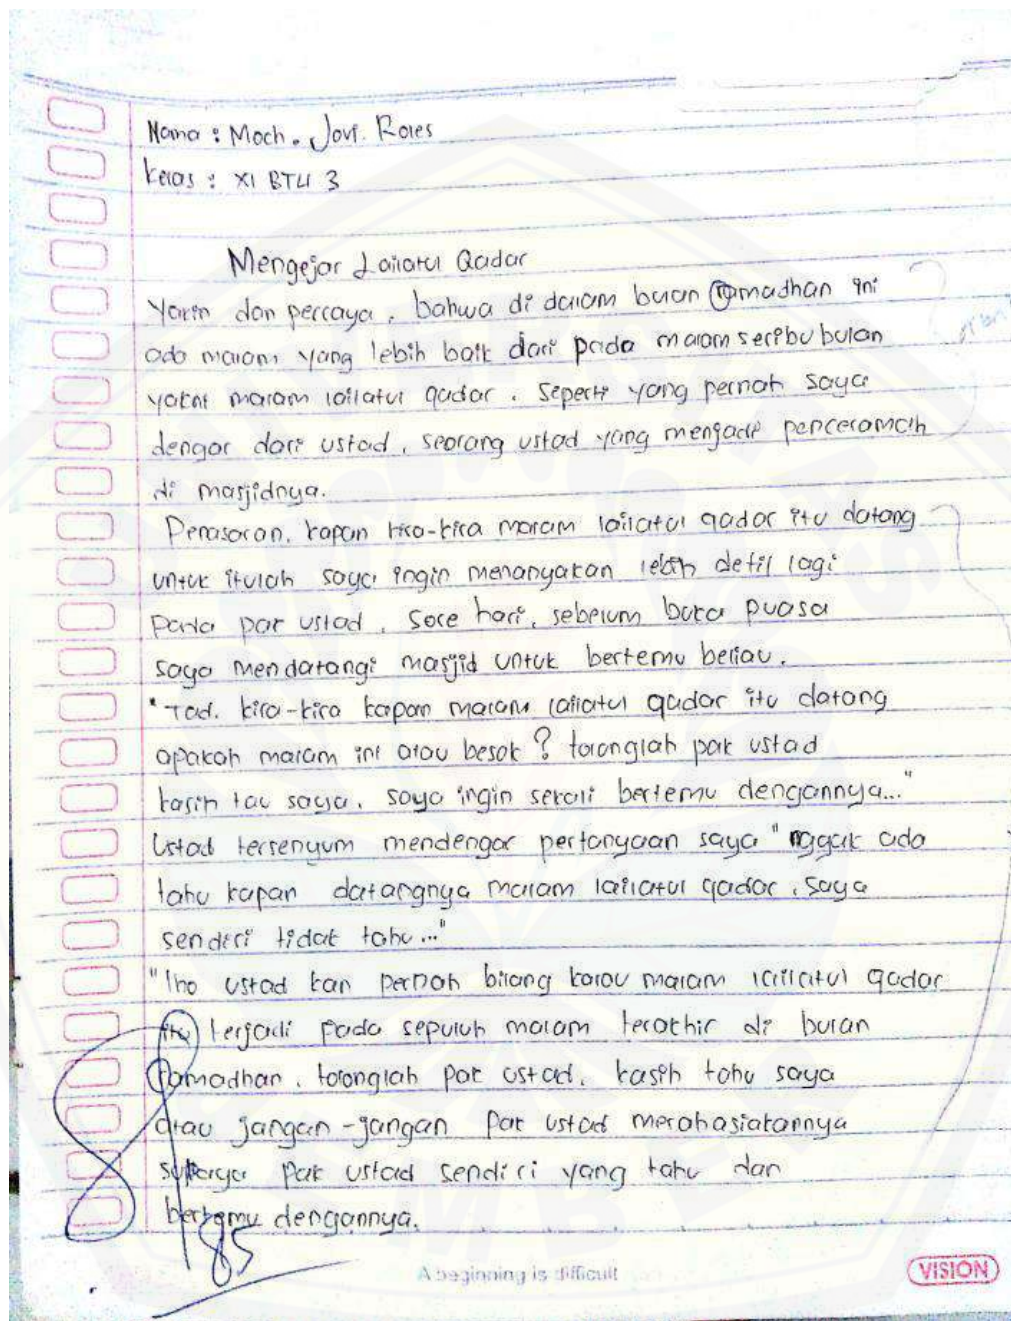 Nama : Moch. Jovi. Roies
Kelas : XI BTU 3
Mengejar Lailatul Qadar
Yakin dan percaya, bahwa di dalam bulan ramadhan ini
ada malam yang lebih baik dari pada malam seribu bulan
yakni malam lailatul qadar. Seperti yang pernah saya
dengar dari ustad, seorang ustad yang menjadi penceramah
di masjidnya.
Penasaran, kapan kira-kira malam lailatul qadar itu datang
untuk itulah saya ingin menanyakan lebih detil lagi
pada pak ustad. Sore hari, sebelum buka puasa
saya mendatangi masjid untuk bertemu beliau.
"Tad. kira-kira kapan malam lailatul qadar itu datang
apakah malam ini atau besok ? tolonglah pak ustad
kasih tau saya, saya ingin sekali bertemu dengannya..."
Ustad tersenyum mendengar pertanyaan saya "nggak ada
tahu kapan datangnya malam lailatul qadar, saya
sendiri tidak tahu..."
"lho ustad kan pernah bilang kalau malam lailatul qadar
itu terjadi pada sepuluh malam terakhir di bulan
ramadhan. tolonglah pak ustad, kasih tahu saya
atau jangan-jangan pak ustad merahasiakannya
supaya pak ustad sendiri yang tahu dan
bertemu dengannya.
85
A beginning is difficult
VISION